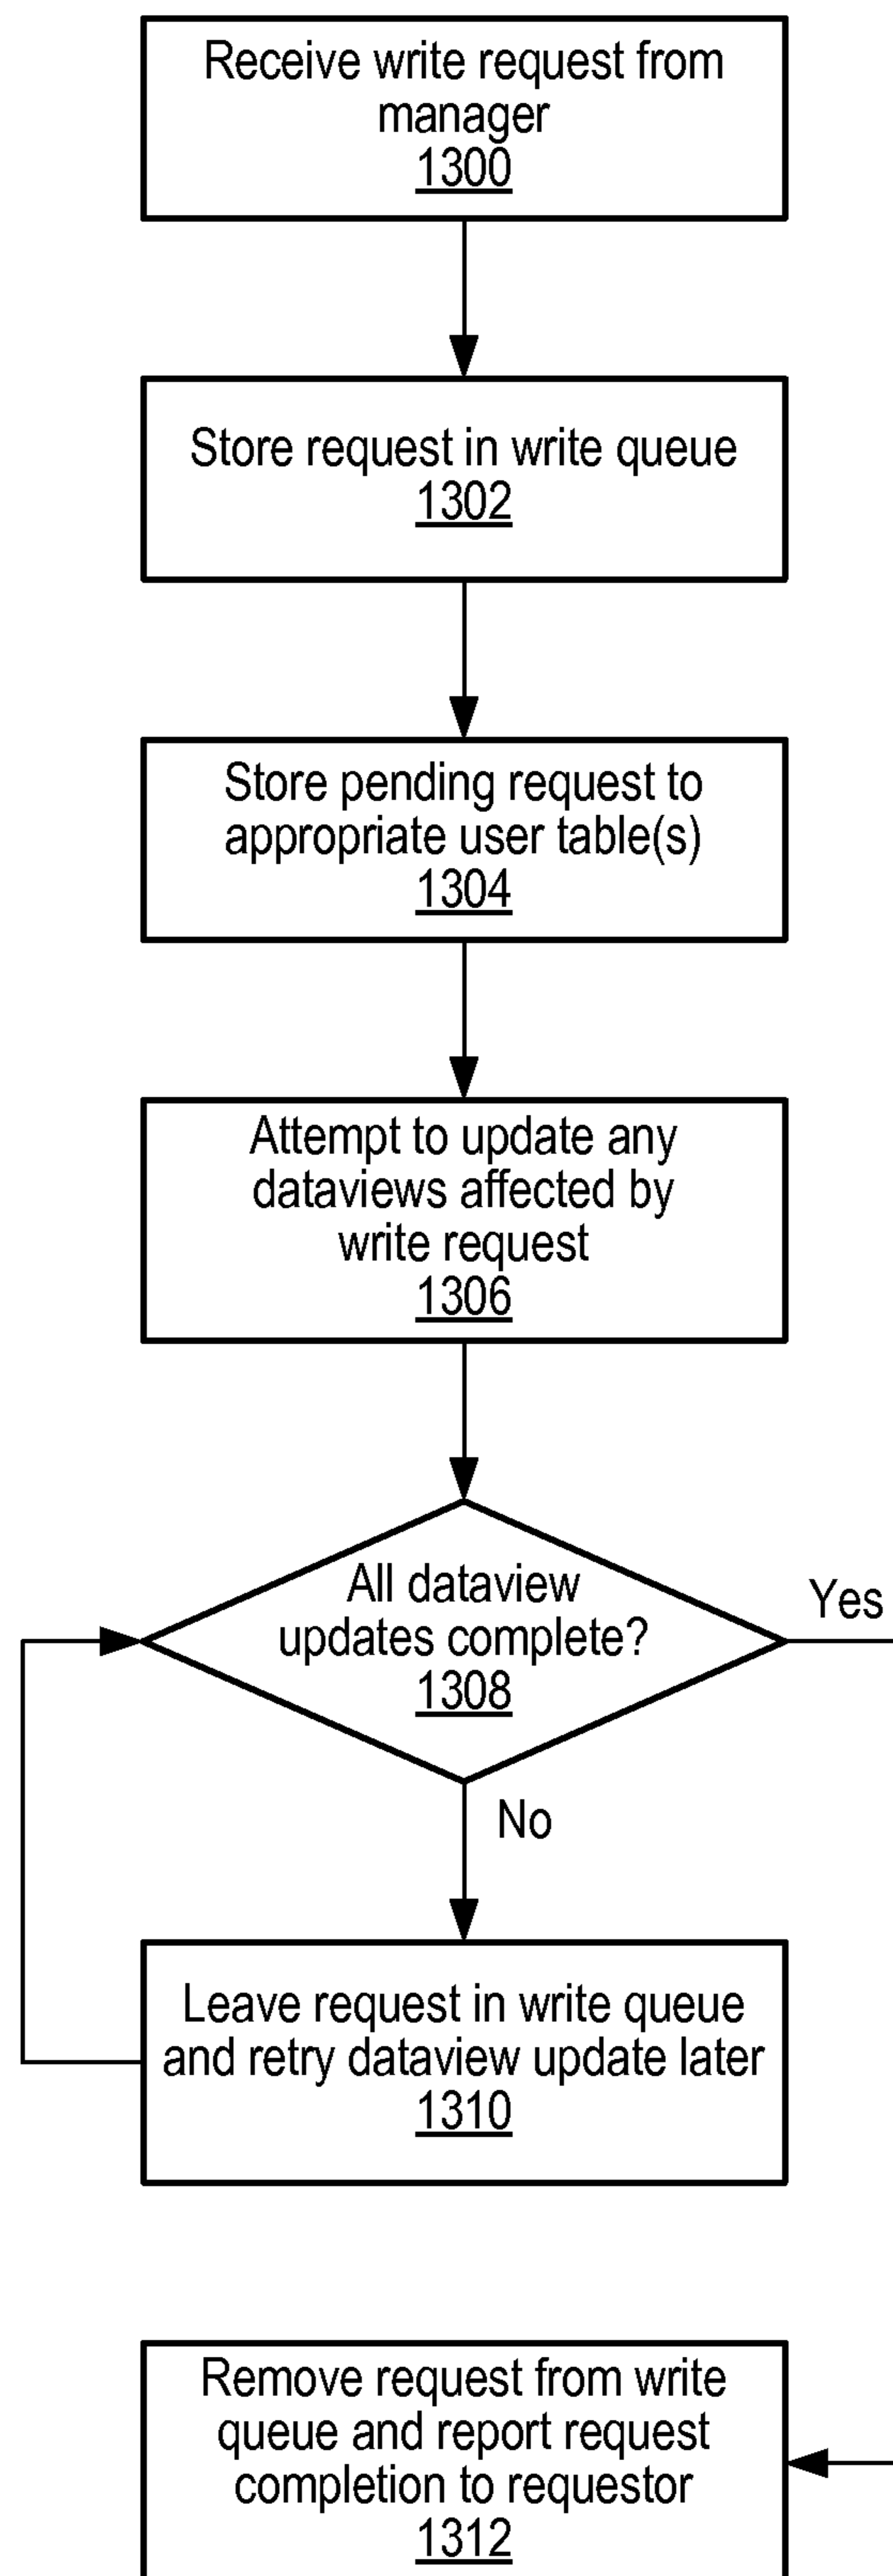 Receive write request from
manager
1300
Store request in write queue
1302
Store pending request to
appropriate user table(s)
1304
Attempt to update any
dataviews affected by
write request
1306
All dataview
updates complete?
1308
Yes
No
Leave request in write queue
and retry dataview update later
1310
Remove request from write
queue and report request
completion to requestor
1312